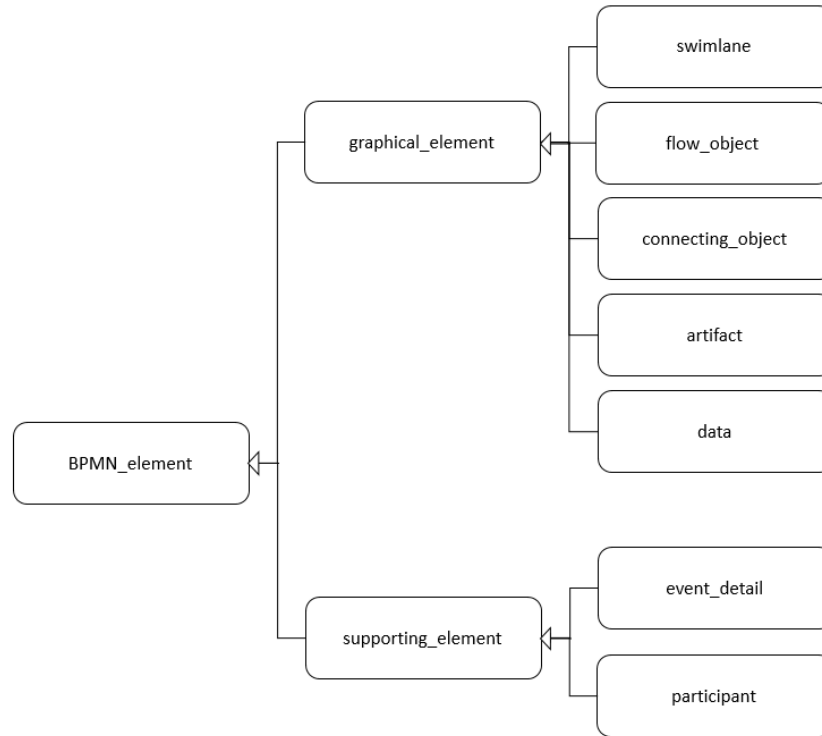 swimlane
graphical_element
flow_object
connecting_object
artifact
data
BPMN_element
event_detail
supporting_element
participant